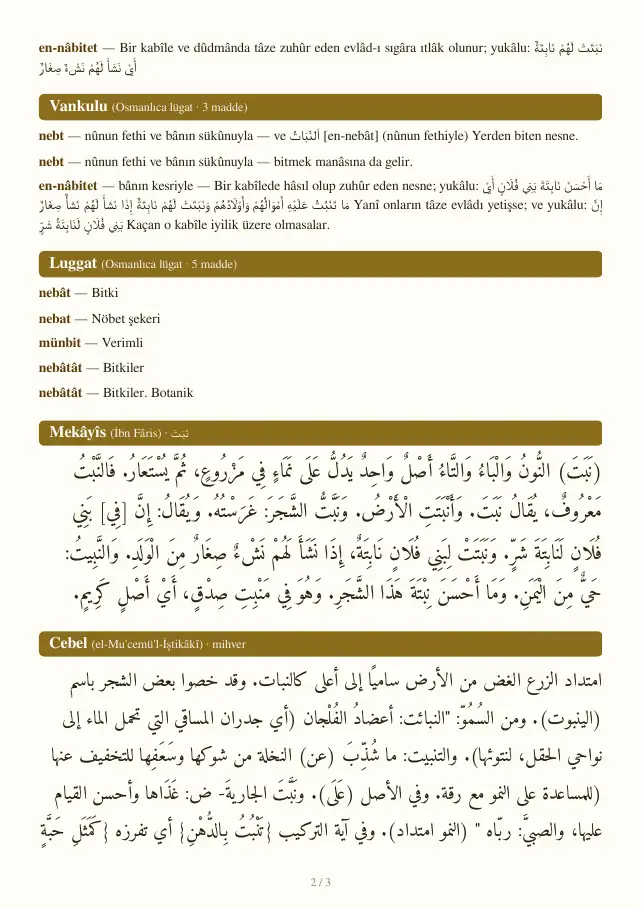 en-nâbitet — Bir kabîle ve dûdmânda tâze zuhûr eden evlâd-ı sıgâra ıtlâk olunur; yukâlu: نَبَتَتْ لَهُمْ نَابِتَةٌ
أَيْ نَشَأَ لَهُمْ نَشْءٌ صِغَارٌ
Vankulu (Osmanlıca lügat · 3 madde)
nebt — nûnun fethi ve bânın sükûnuyla — ve اَلنَّبَاتُ [en-nebât] (nûnun fethiyle) Yerden biten nesne.
nebt — nûnun fethi ve bânın sükûnuyla — bitmek manâsına da gelir.
en-nâbitet — bânın kesriyle — Bir kabîlede hâsıl olup zuhûr eden nesne; yukâlu: مَا أَحْسَنَ نَابِتَةَ بَنِي فُلَانٍ أَيْ
مَا تَنْبُتُ عَلَيْهِ أَمْوَالُهُمْ وَأَوْلَادُهُمْ وَنَبَتَتْ لَهُمْ نَابِتَةٌ إِذَا نَشَأَ لَهُمْ نَشَأٌ صِغَارٌ Yanî onların tâze evlâdı yetişse; ve yukâlu: إِنَّ
بَنِي فُلَانٍ لَنَابِتَةُ شَرٍّ Kaçan o kabîle iyilik üzere olmasalar.
Luggat (Osmanlıca lügat · 5 madde)
nebât — Bitki
nebat — Nöbet şekeri
münbit — Verimli
nebâtât — Bitkiler
nebâtât — Bitkiler. Botanik
Mekâyîs (İbn Fâris) · نبَتَ
(نَبَتَ) النُّونُ وَالْبَاءُ وَالتَّاءُ أَصْلٌ وَاحِدٌ يَدُلُّ عَلَى نَمَاءٍ فِي مَزْرُوعٍ، ثُمَّ يُسْتَعَارُ. فَالنَّبْتُ
مَعْرُوفٌ، يُقَالُ نَبَتَ. وَأَنْبَتَتِ الْأَرْضُ. وَنَبَّتُّ الشَّجَرَ: غَرَسْتُهُ. وَيُقَالُ: إِنَّ [فِي] بَنِي
فُلَانٍ لَنَابِتَةَ شَرٍّ. وَنَبَتَتْ لِبَنِي فُلَانٍ نَابِتَةٌ، إِذَا نَشَأَ لَهُمْ نَشْءٌ صِغَارٌ مِنَ الْوَلَدِ. وَالنَّبِيتُ:
حَيٌّ مِنَ الْيَمَنِ. وَمَا أَحْسَنَ نِبْتَةَ هَذَا الشَّجَرِ. وَهُوَ فِي مَنْبِتِ صِدْقٍ، أَيْ أَصْلٍ كَرِيمٍ.
Cebel (el-Mu'cemü'l-İştikâkî) · mihver
امتداد الزرع الغض من الأرض ساميًا إلى أعلى كالنبات. وقد خصوا بعض الشجر باسم
(الينبوت). ومن السُمُوّ: "النبائت: أعضادُ الفُلْجان (أي جدران المساقي التي تحمل الماء إلى
نواحي الحقل، لنتوئها). والتنبيت: ما شُذِّبَ (عن) النخلة من شوكها وسَعَفِها للتخفيف عنها
(للمساعدة على النمو مع رقة. وفي الأصل (عَلَى). ونَبَّتَ الجاريةَ- ض: غَذَاها وأحسن القيام
عليها، والصبيَّ: ربّاه " (النمو امتداد). وفي آية التركيب {تَنْبُتُ بِالدُّهْنِ} أي تفرزه {كَمَثَلِ حَبَّةٍ
2 / 3